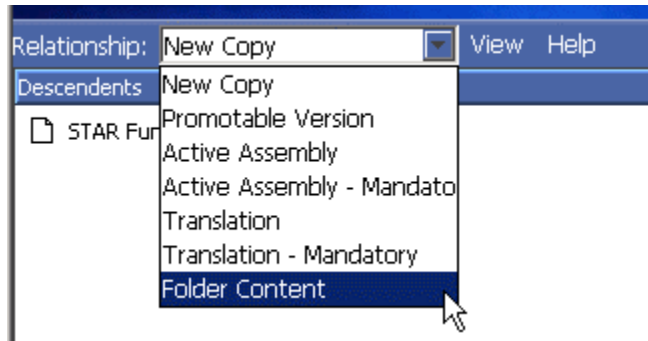 Relationship: New Copy View Help
Descendents New Copy
Promotable Version
STAR
Active Assembly
Active Assembly - Mandato
Translation
Translation - Mandatory
Folder Content